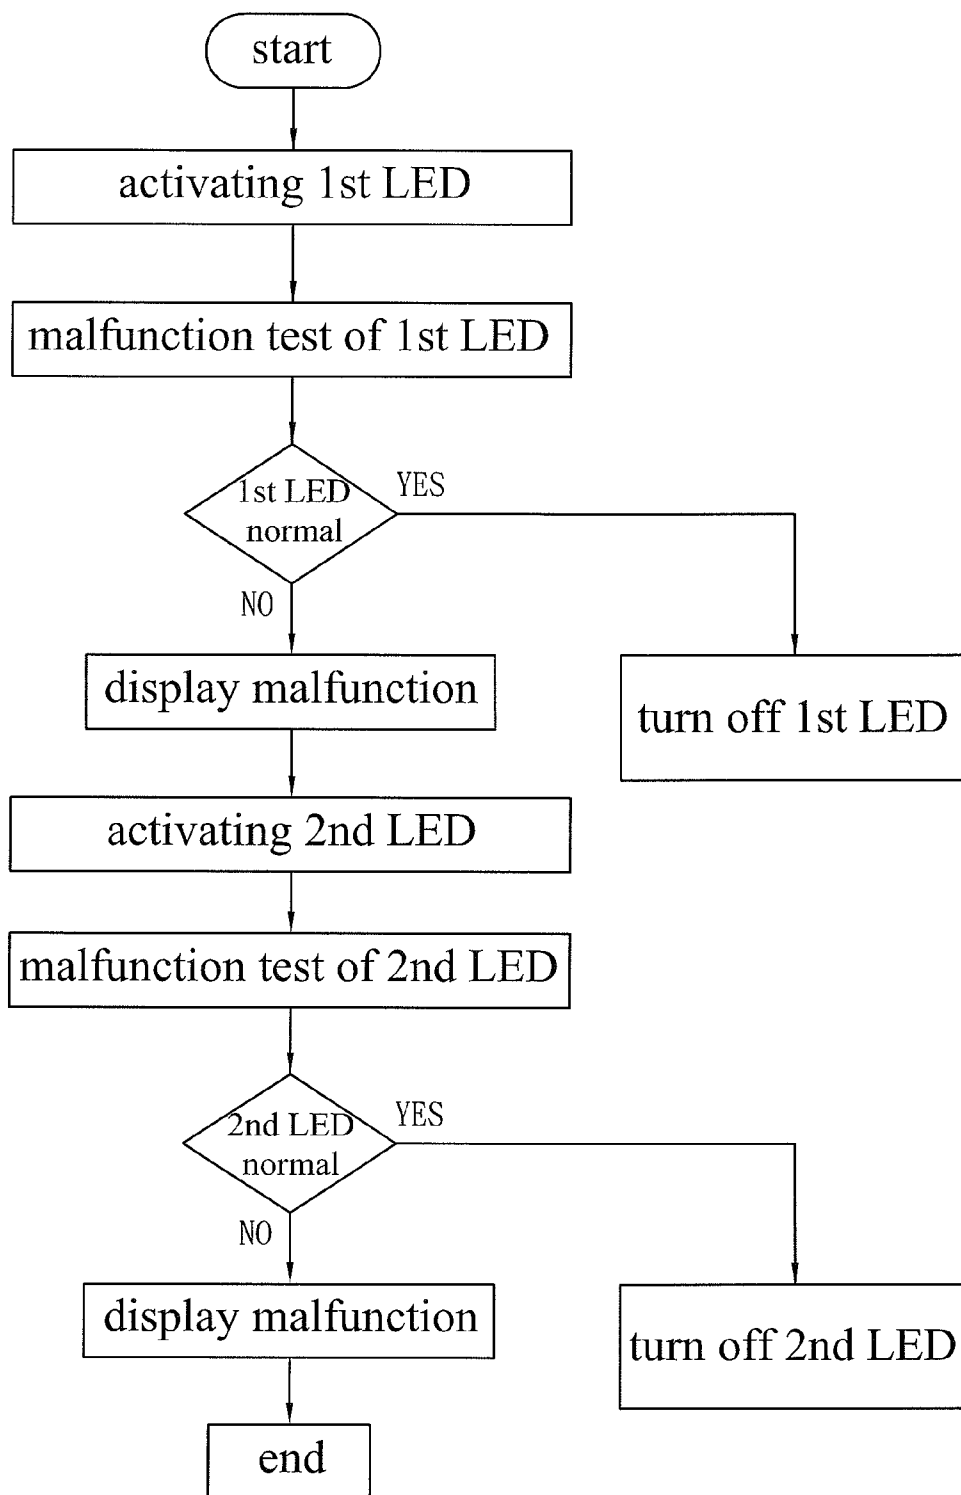 start
activating 1st LED
malfunction test of 1st LED
1st LED
normal
YES
NO
display malfunction
turn off 1st LED
activating 2nd LED
malfunction test of 2nd LED
2nd LED
normal
YES
NO
display malfunction
turn off 2nd LED
end